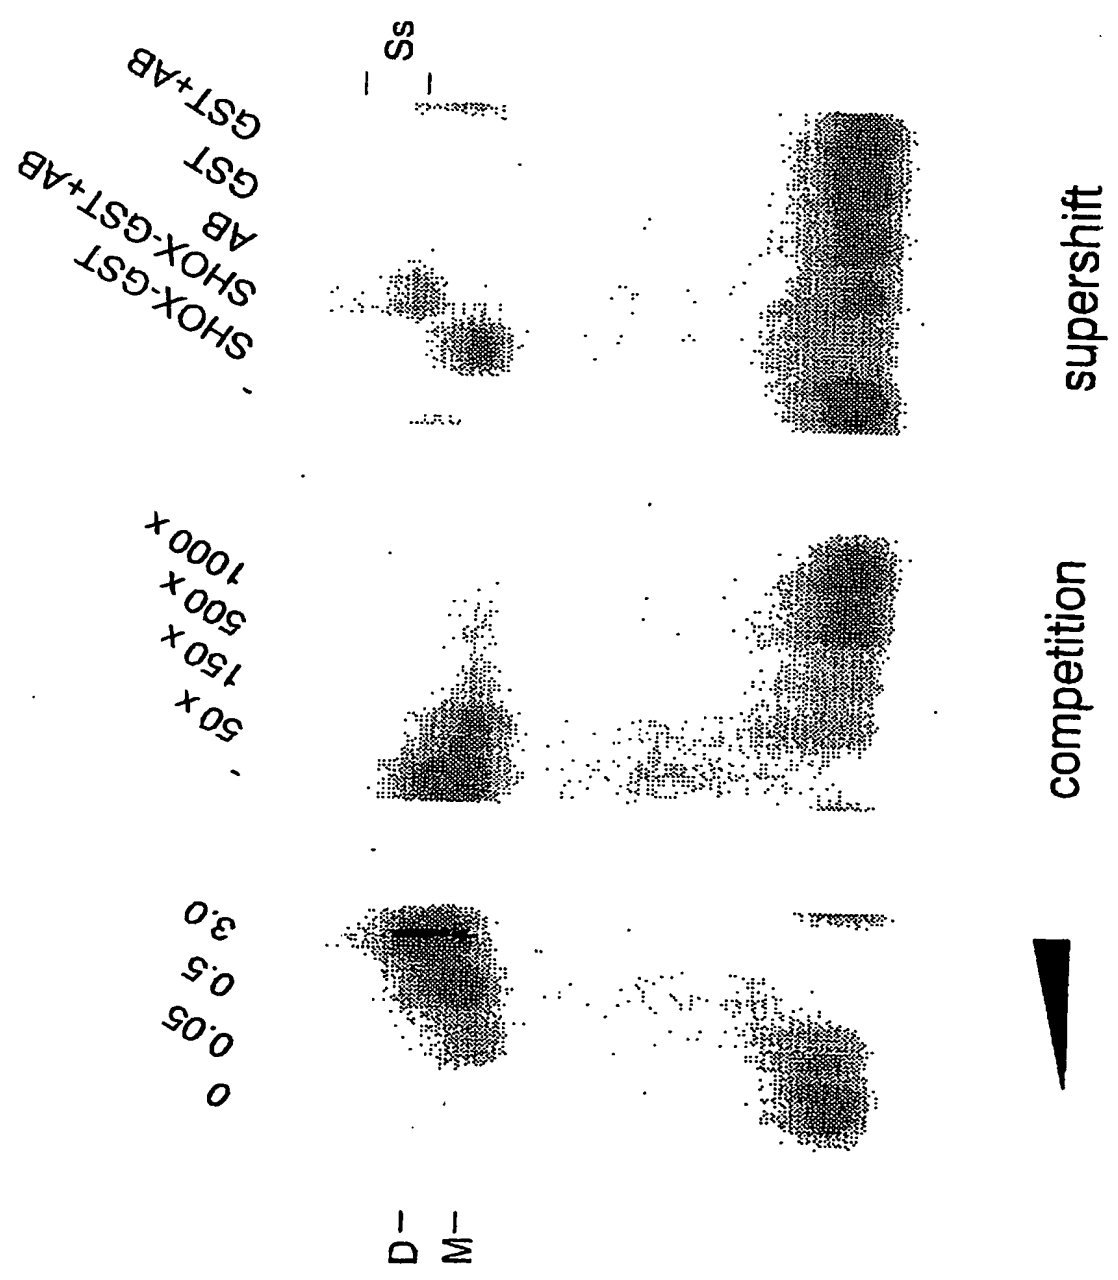 0
0.05
0.5
3.0
-
50 x
150 x
500 x
1000 x
-
SHOX-GST
SHOX-GST+AB
AB
GST
GST+AB
D–
M–
Ss
competition
supershift